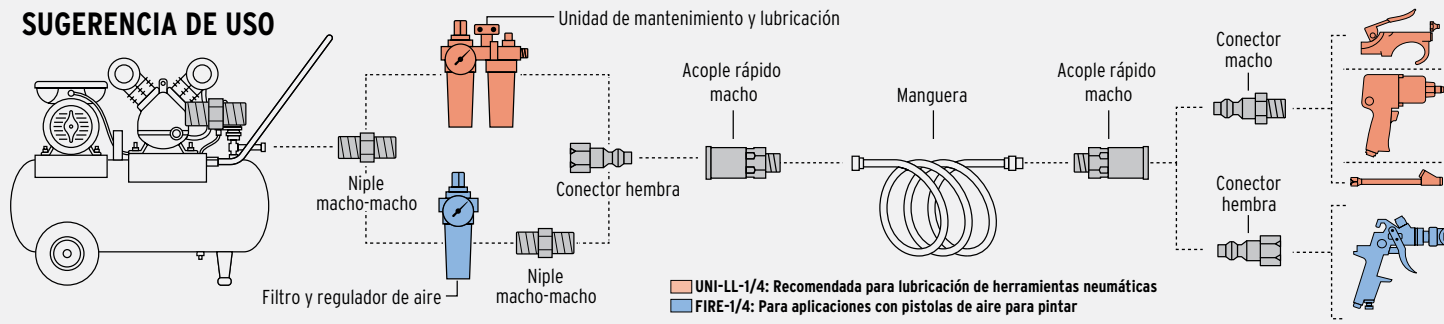 SUGERENCIA DE USO
Unidad de mantenimiento y lubricación
Niple
macho-macho
Filtro y regulador de aire
Niple
macho-macho
Conector hembra
Acople rápido
macho
Manguera
Acople rápido
macho
Conector
macho
Conector
hembra
UNI-LL-1/4: Recomendada para lubricación de herramientas neumáticas
FIRE-1/4: Para aplicaciones con pistolas de aire para pintar